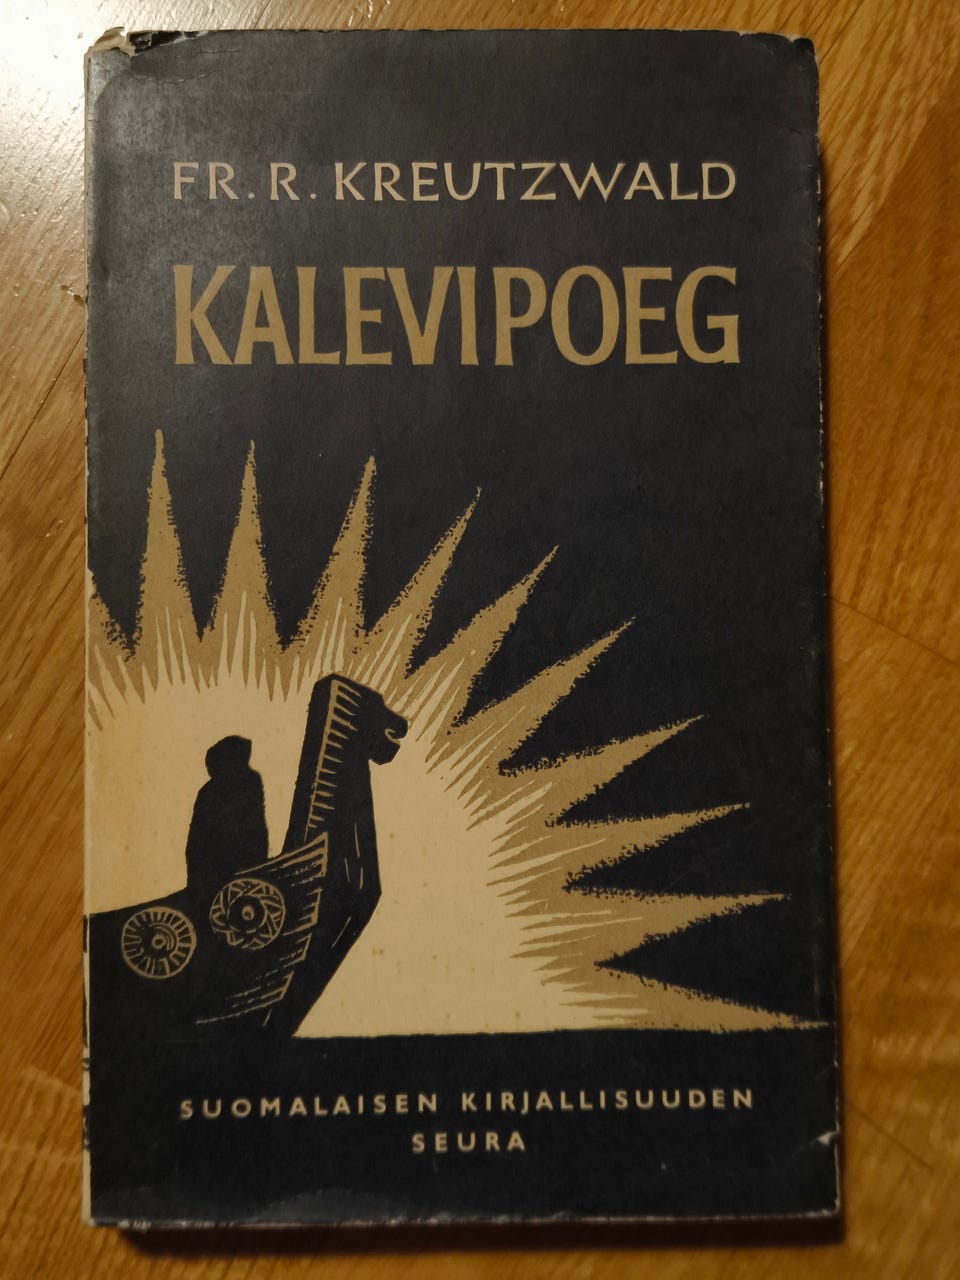 FR. R. KREUTZWALD
KALEVIPOEG
SUOMALAISEN KIRJALLISUUDEN
SEURA